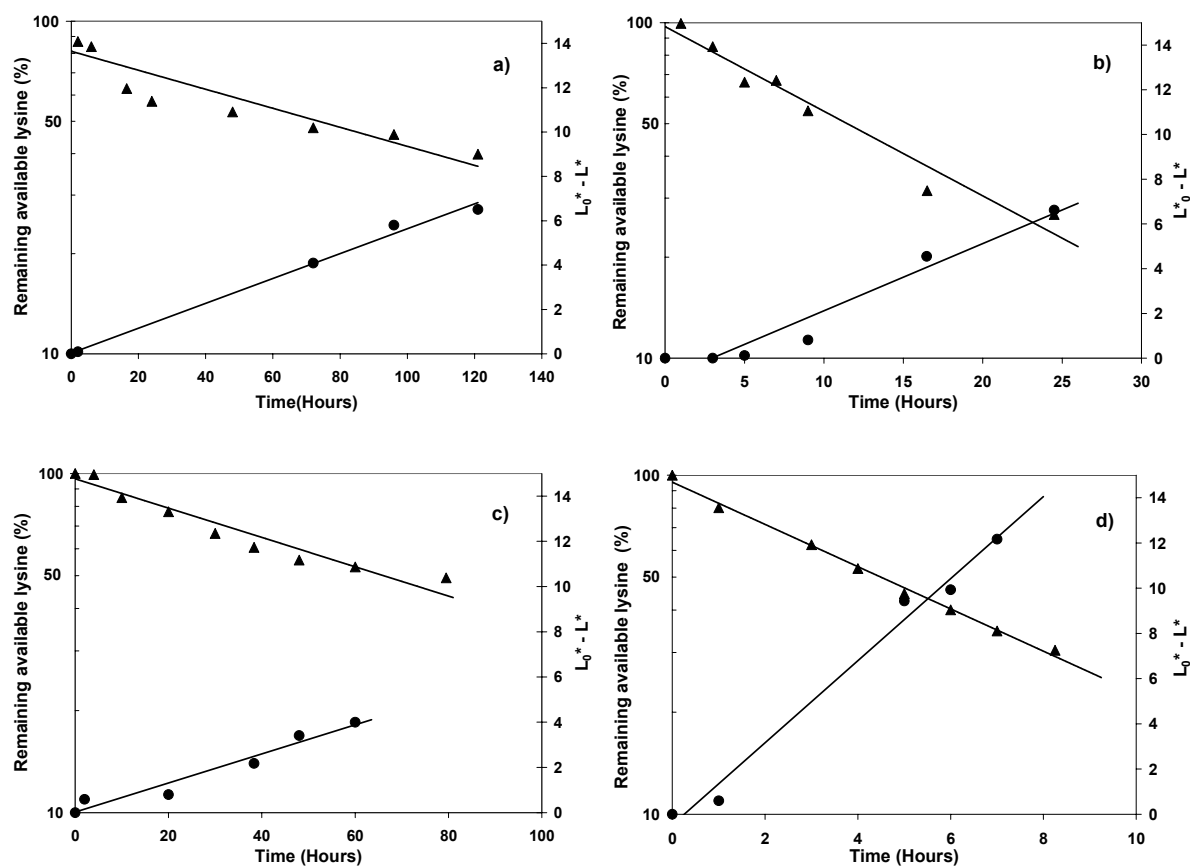 a)
Remaining available lysine (%)
100
50
10
14
12
10
8
6
4
2
0
L₀* - L*
0 20 40 60 80 100 120 140
Time(Hours)
b)
Remaining available lysine (%)
100
50
10
14
12
10
8
6
4
2
0
L*₀ - L*
0 5 10 15 20 25 30
Time (Hours)
c)
Remaining available lysine (%)
100
50
10
14
12
10
8
6
4
2
0
L₀* - L*
0 20 40 60 80 100
Time (Hours)
d)
Remaining available lysine (%)
100
50
10
14
12
10
8
6
4
2
0
L₀* - L*
0 2 4 6 8 10
Time (Hours)